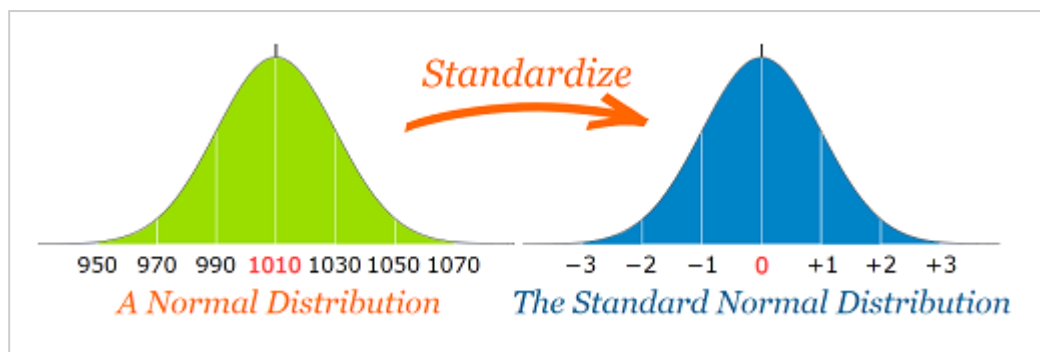 Standardize
950 970 990 1010 1030 1050 1070
A Normal Distribution
−3 −2 −1 0 +1 +2 +3
The Standard Normal Distribution